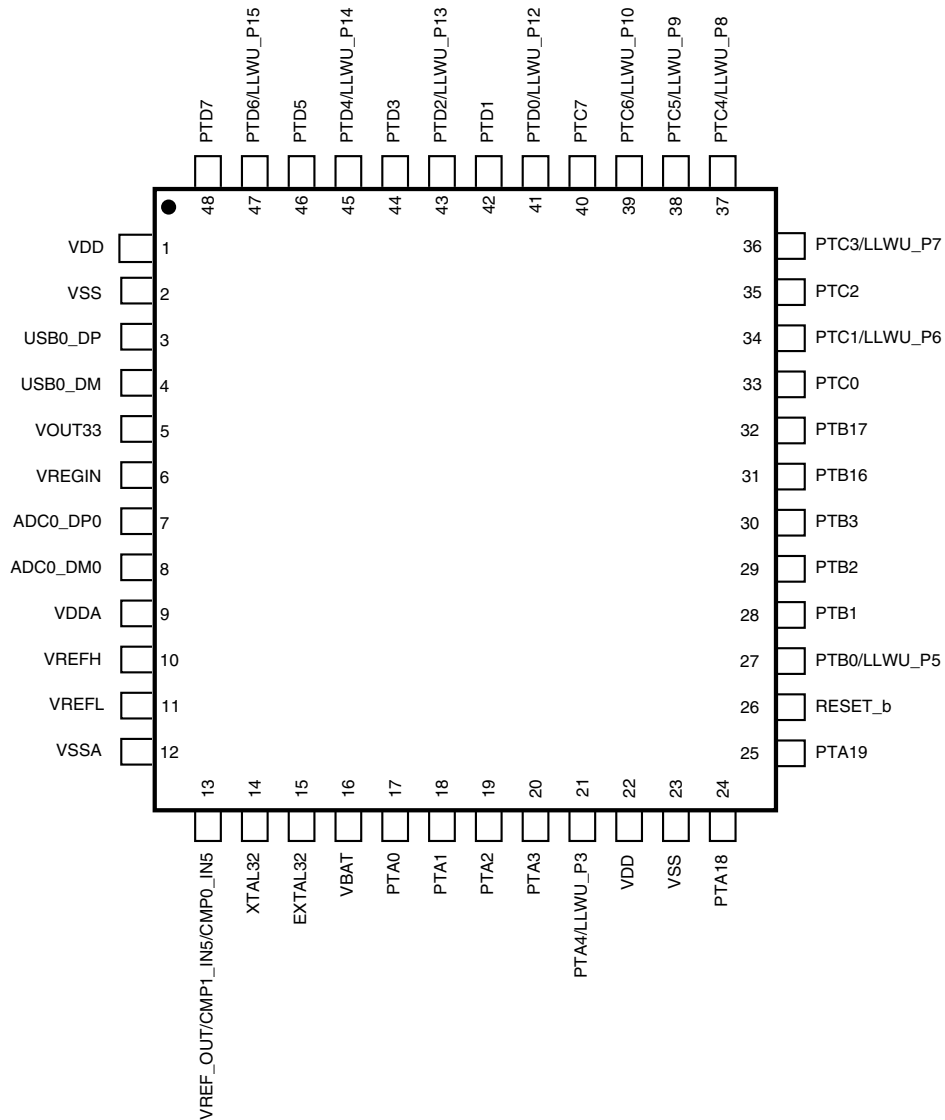 PTD7
PTD6/LLWU_P15
PTD5
PTD4/LLWU_P14
PTD3
PTD2/LLWU_P13
PTD1
PTD0/LLWU_P12
PTC7
PTC6/LLWU_P10
PTC5/LLWU_P9
PTC4/LLWU_P8
48
47
46
45
44
43
42
41
40
39
38
37
VDD 1
VSS 2
USB0_DP 3
USB0_DM 4
VOUT33 5
VREGIN 6
ADC0_DP0 7
ADC0_DM0 8
VDDA 9
VREFH 10
VREFL 11
VSSA 12
36 PTC3/LLWU_P7
35 PTC2
34 PTC1/LLWU_P6
33 PTC0
32 PTB17
31 PTB16
30 PTB3
29 PTB2
28 PTB1
27 PTB0/LLWU_P5
26 RESET_b
25 PTA19
13
14
15
16
17
18
19
20
21
22
23
24
VREF_OUT/CMP1_IN5/CMP0_IN5
XTAL32
EXTAL32
VBAT
PTA0
PTA1
PTA2
PTA3
PTA4/LLWU_P3
VDD
VSS
PTA18